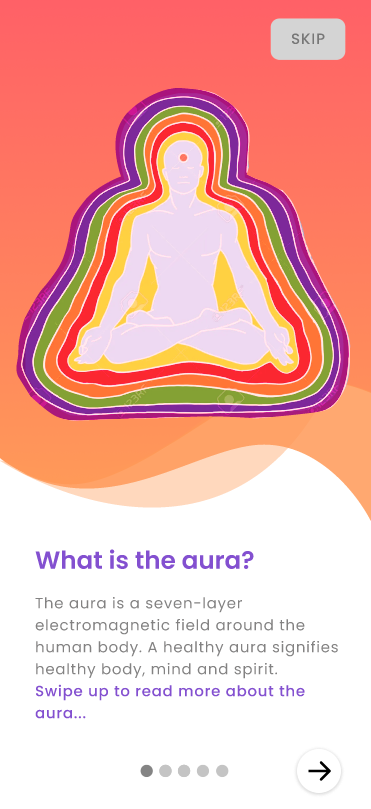 SKIP
What is the aura?
The aura is a seven-layer
electromagnetic field around the
human body. A healthy aura signifies
healthy body, mind and spirit.
Swipe up to read more about the
aura...